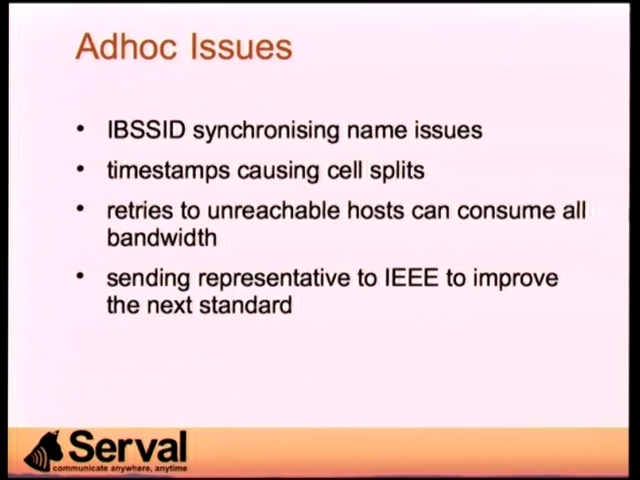 Adhoc Issues
• IBSSID synchronising name issues
• timestamps causing cell splits
• retries to unreachable hosts can consume all
bandwidth
• sending representative to IEEE to improve
the next standard
Serval
communicate anywhere, anytime